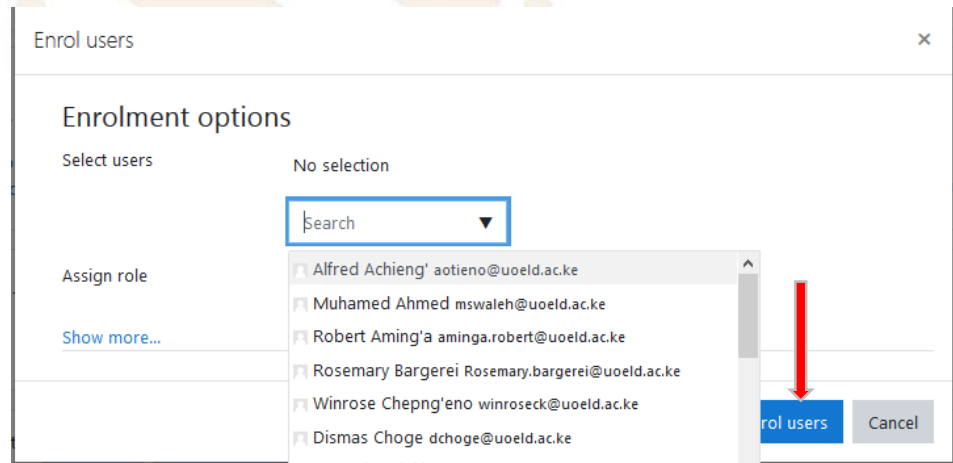 Enrol users ×
Enrolment options
Select users No selection
Search
Assign role
Alfred Achieng' aotieno@uoeld.ac.ke
Muhamed Ahmed mswaleh@uoeld.ac.ke
Robert Aming'a aminga.robert@uoeld.ac.ke
Show more...
Rosemary Bargerei Rosemary.bargerei@uoeld.ac.ke
Winrose Chepng'eno winroseck@uoeld.ac.ke
Dismas Choge dchoge@uoeld.ac.ke
rol users Cancel